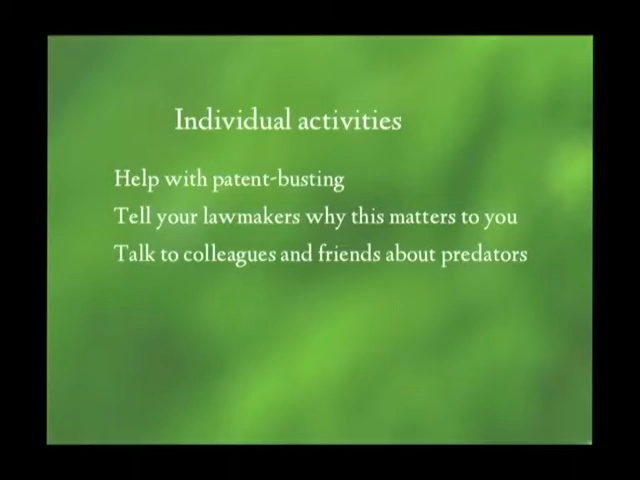 Individual activities
Help with patent-busting
Tell your lawmakers why this matters to you
Talk to colleagues and friends about predators